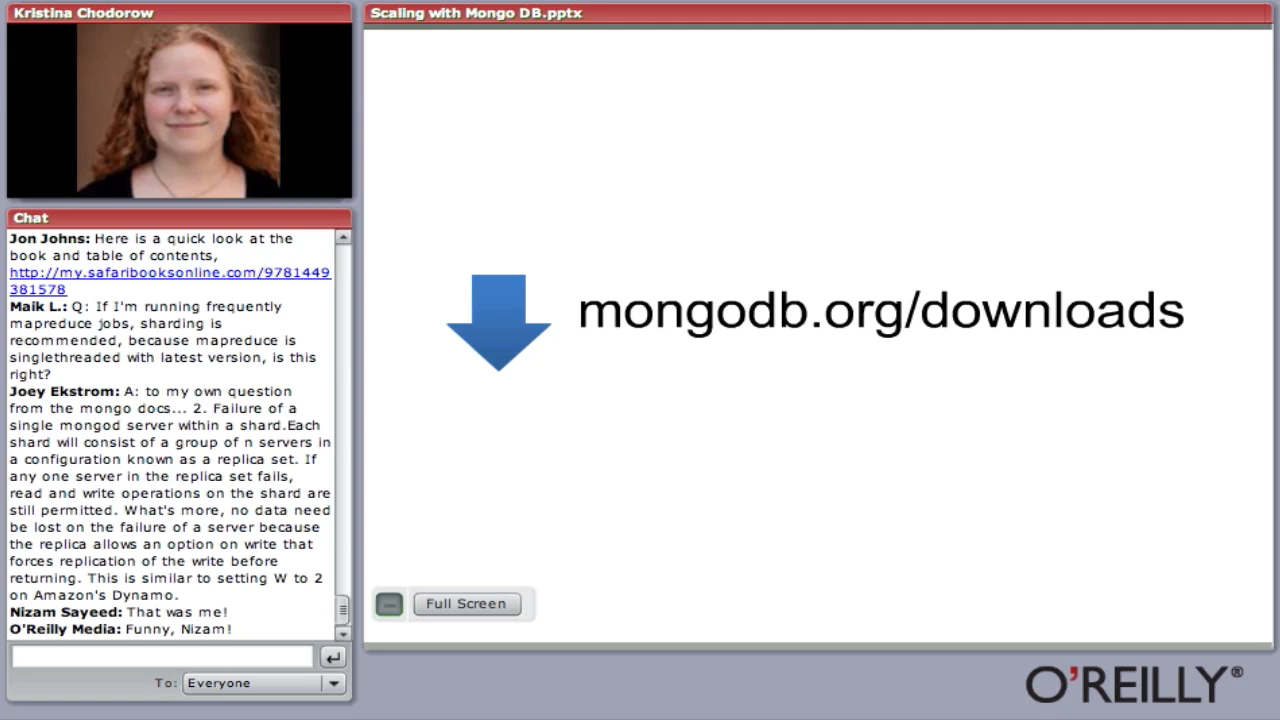 Kristina Chodorow
Chat
Jon Johns: Here is a quick look at the
book and table of contents,
http://my.safaribooksonline.com/9781449
381578
Maik L.: Q: If I'm running frequently
mapreduce jobs, sharding is
recommended, because mapreduce is
singlethreaded with latest version, is this
right?
Joey Ekstrom: A: to my own question
from the mongo docs... 2. Failure of a
single mongod server within a shard.Each
shard will consist of a group of n servers in
a configuration known as a replica set. If
any one server in the replica set fails,
read and write operations on the shard are
still permitted. What's more, no data need
be lost on the failure of a server because
the replica allows an option on write that
forces replication of the write before
returning. This is similar to setting W to 2
on Amazon's Dynamo.
Nizam Sayeed: That was me!
O'Reilly Media: Funny, Nizam!
To: Everyone
Scaling with Mongo DB.pptx
mongodb.org/downloads
Full Screen
O'REILLY®